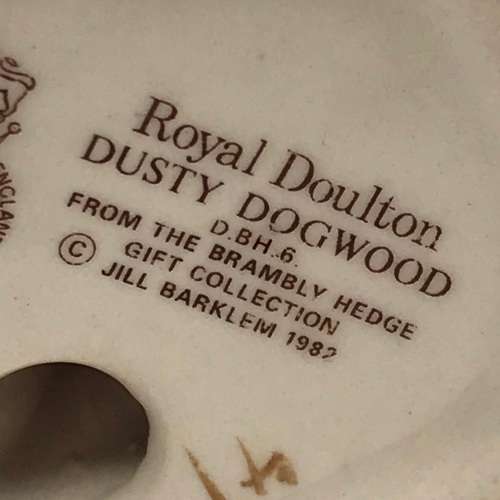 Royal Doulton
DUSTY DOGWOOD
D.BH.6.
FROM THE BRAMBLY HEDGE
GIFT COLLECTION
© JILL BARKLEM 1982